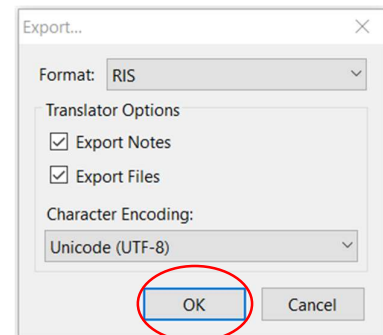 Export...
Format: RIS
Translator Options
Export Notes
Export Files
Character Encoding:
Unicode (UTF-8)
OK Cancel